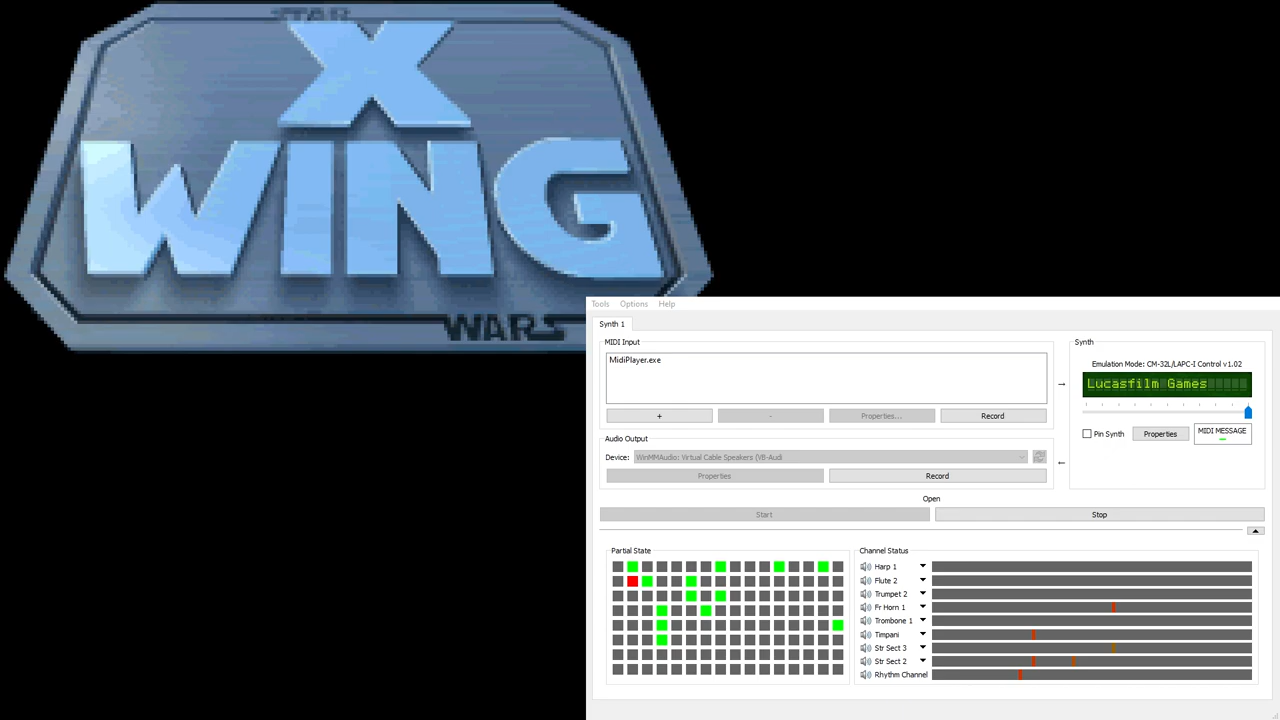 STAR
X
WING
WARS
Tools Options Help
Synth 1
MIDI Input
MidiPlayer.exe
+ - Properties... Record
Audio Output
Device: WinMMAudio: Virtual Cable Speakers (VB-Audi
Properties Record
Synth
Emulation Mode: CM-32L/LAPC-I Control v1.02
Lucasfilm Games
Pin Synth Properties MIDI MESSAGE
Open
Start Stop
Partial State
Channel Status
Harp 1
Flute 2
Trumpet 2
Fr Horn 1
Trombone 1
Timpani
Str Sect 3
Str Sect 2
Rhythm Channel